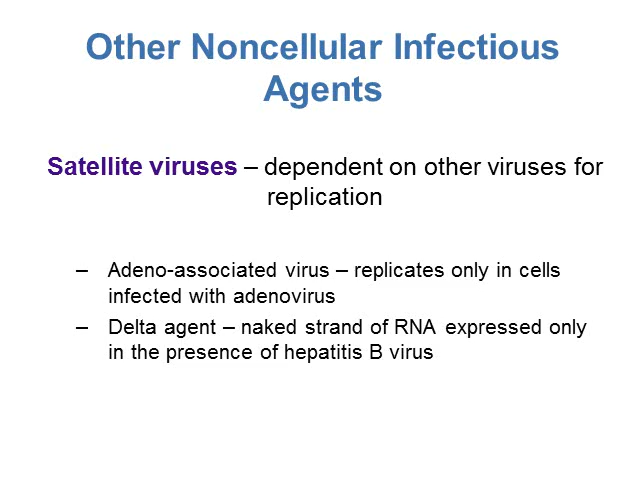 Other Noncellular Infectious
Agents
Satellite viruses – dependent on other viruses for
replication
– Adeno-associated virus – replicates only in cells
infected with adenovirus
– Delta agent – naked strand of RNA expressed only
in the presence of hepatitis B virus